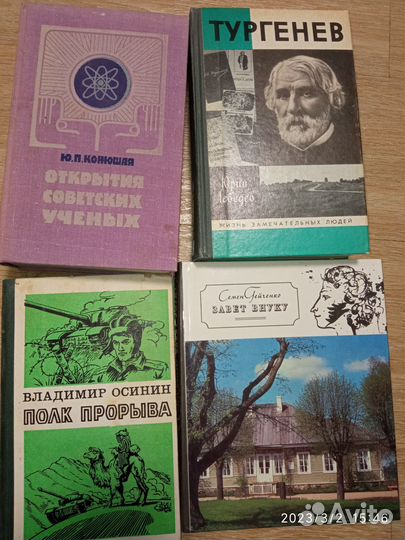 Ю.П.КОНЮШАЯ
ОТКРЫТИЯ
СОВЕТСКИХ
УЧЕНЫХ
ТУРГЕНЕВ
Юрий
Лебедев
ЖИЗНЬ ЗАМЕЧАТЕЛЬНЫХ ЛЮДЕЙ
ВЛАДИМИР ОСИНИН
ПОЛК ПРОРЫВА
Семен Гейченко
ЗАВЕТ ВНУКУ
2023/3/2 15:46
Avito